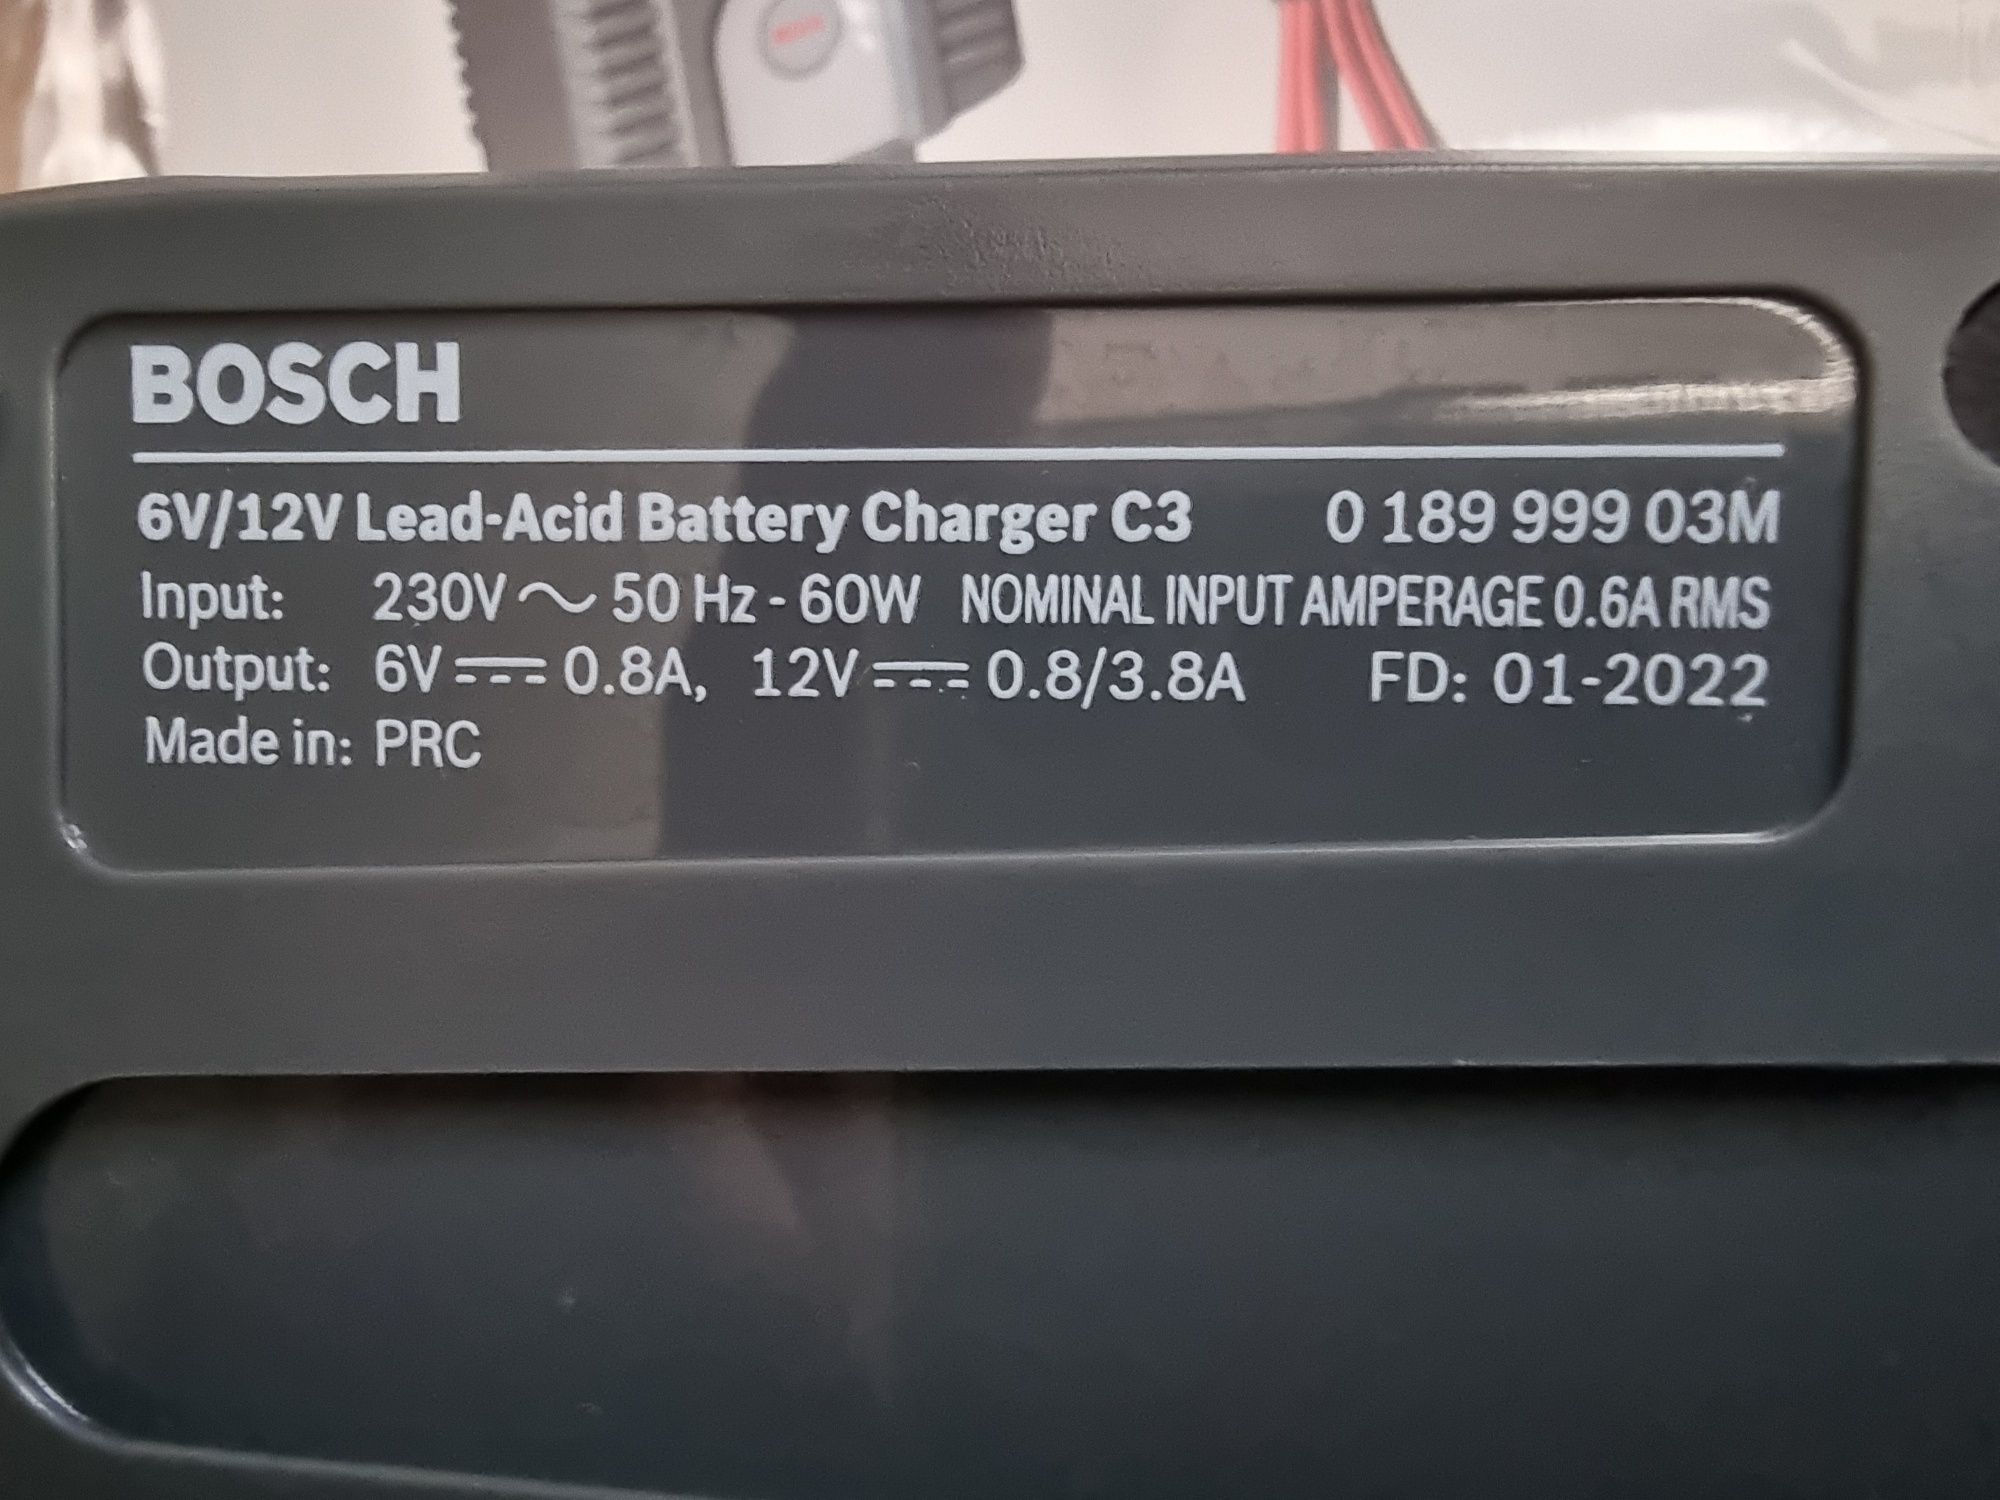 BOSCH
6V/12V Lead-Acid Battery Charger C3 0 189 999 03M
Input: 230V ~ 50 Hz - 60W NOMINAL INPUT AMPERAGE 0.6A RMS
Output: 6V ⎓ 0.8A, 12V ⎓ 0.8/3.8A FD: 01-2022
Made in: PRC